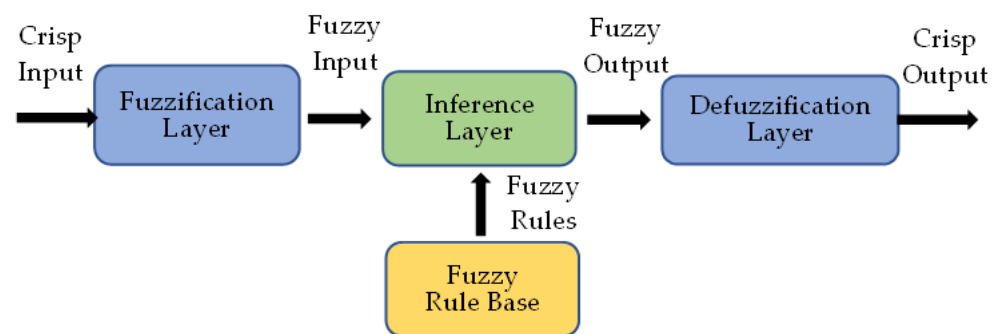 Crisp
Input
Fuzzification
Layer
Fuzzy
Input
Inference
Layer
Fuzzy
Output
Defuzzification
Layer
Crisp
Output
Fuzzy
Rules
Fuzzy
Rule Base